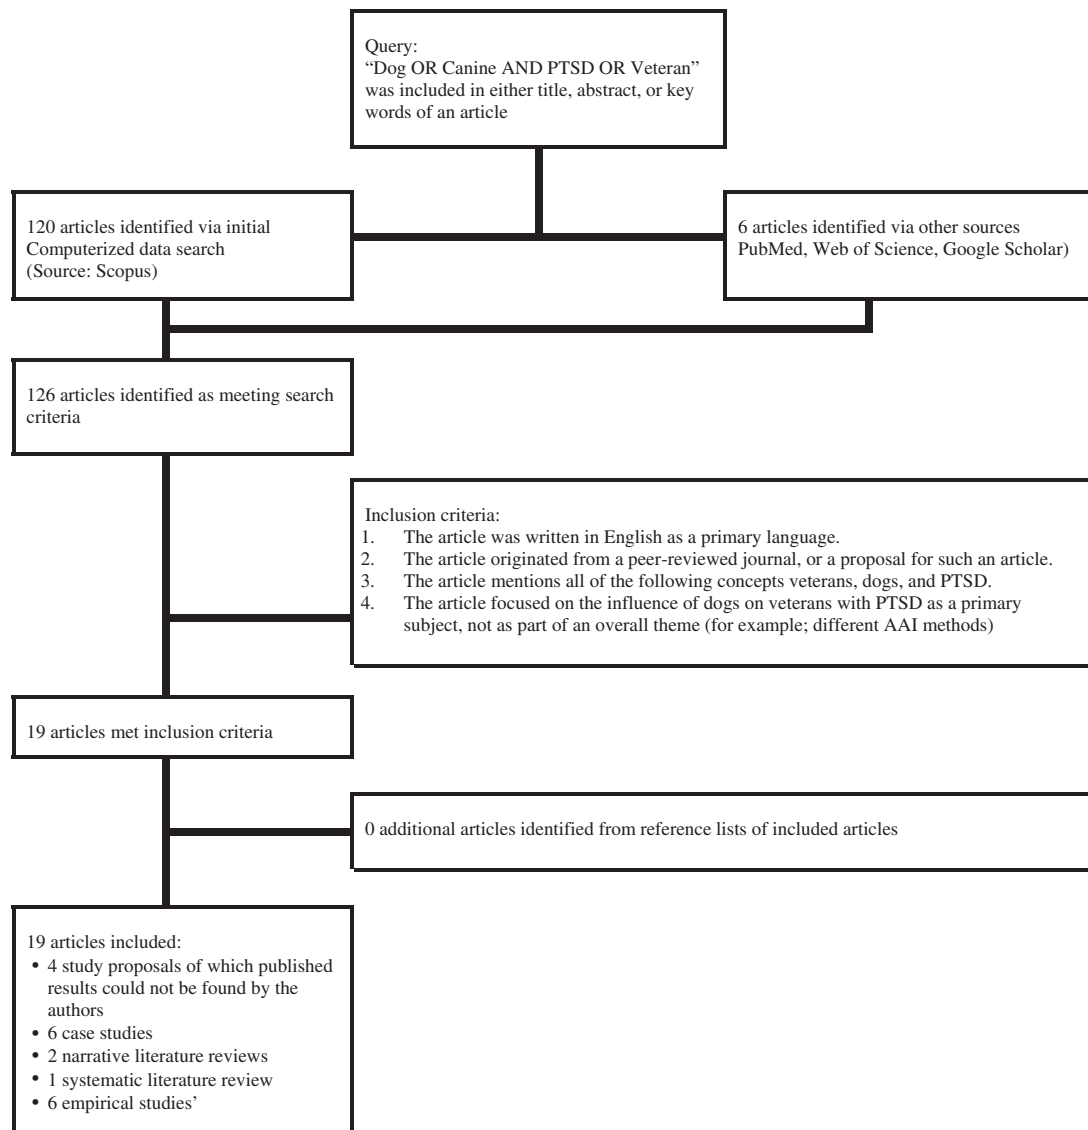 Query:
“Dog OR Canine AND PTSD OR Veteran”
was included in either title, abstract, or key
words of an article
120 articles identified via initial
Computerized data search
(Source: Scopus)
6 articles identified via other sources
PubMed, Web of Science, Google Scholar)
126 articles identified as meeting search
criteria
Inclusion criteria:
1. The article was written in English as a primary language.
2. The article originated from a peer-reviewed journal, or a proposal for such an article.
3. The article mentions all of the following concepts veterans, dogs, and PTSD.
4. The article focused on the influence of dogs on veterans with PTSD as a primary
subject, not as part of an overall theme (for example; different AAI methods)
19 articles met inclusion criteria
0 additional articles identified from reference lists of included articles
19 articles included:
• 4 study proposals of which published
results could not be found by the
authors
• 6 case studies
• 2 narrative literature reviews
• 1 systematic literature review
• 6 empirical studies’